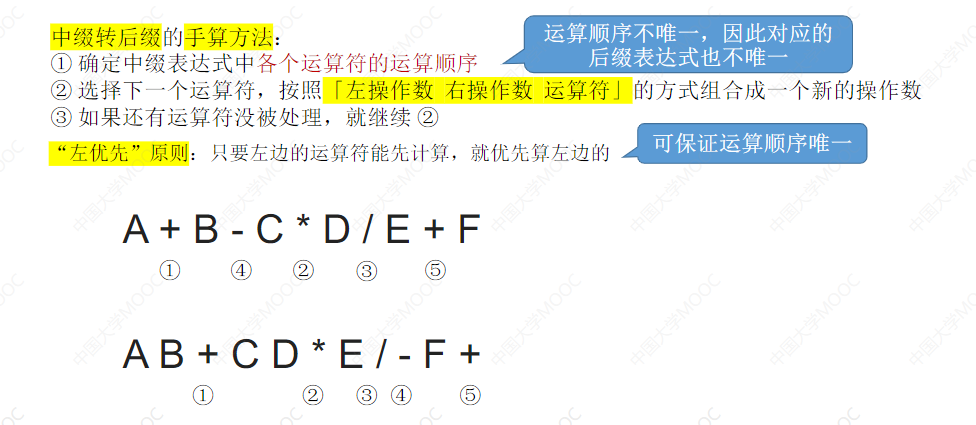 中缀转后缀的手算方法：
① 确定中缀表达式中各个运算符的运算顺序
② 选择下一个运算符，按照「左操作数 右操作数 运算符」的方式组合成一个新的操作数
③ 如果还有运算符没被处理，就继续 ②
运算顺序不唯一，因此对应的
后缀表达式也不唯一
“左优先”原则：只要左边的运算符能先计算，就优先算左边的
可保证运算顺序唯一
A + B - C * D / E + F
① ④ ② ③ ⑤
A B + C D * E / - F +
① ② ③ ④ ⑤
中国大学MOOC